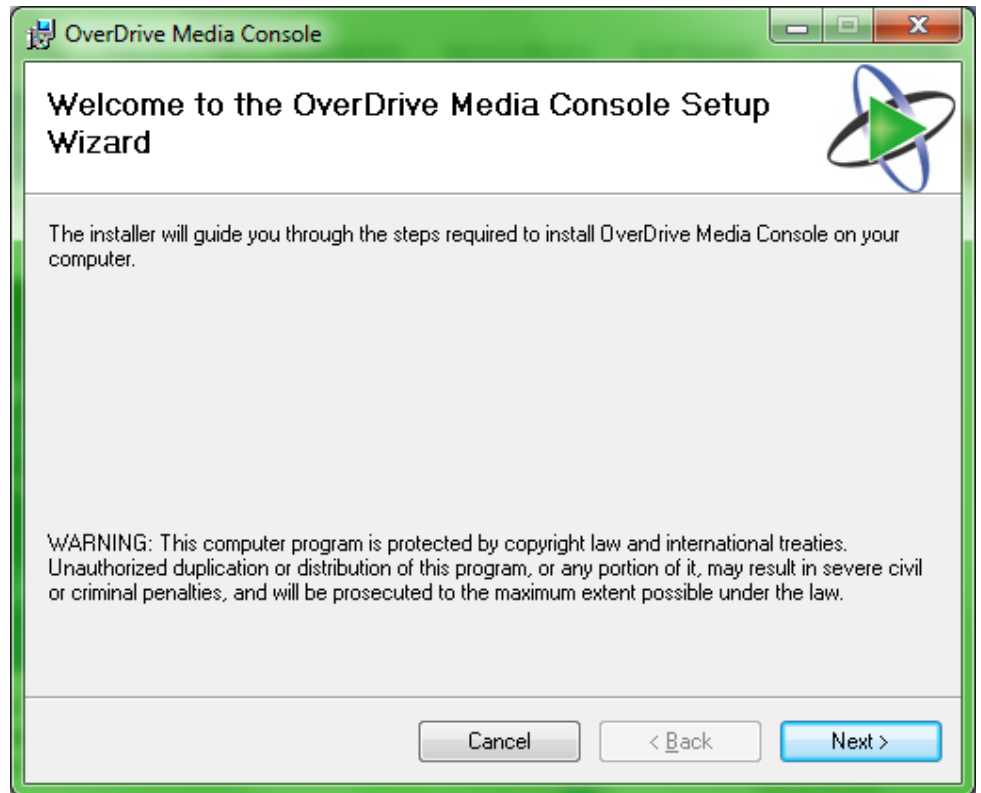 OverDrive Media Console
Welcome to the OverDrive Media Console Setup
Wizard
The installer will guide you through the steps required to install OverDrive Media Console on your
computer.
WARNING: This computer program is protected by copyright law and international treaties.
Unauthorized duplication or distribution of this program, or any portion of it, may result in severe civil
or criminal penalties, and will be prosecuted to the maximum extent possible under the law.
Cancel < Back Next >